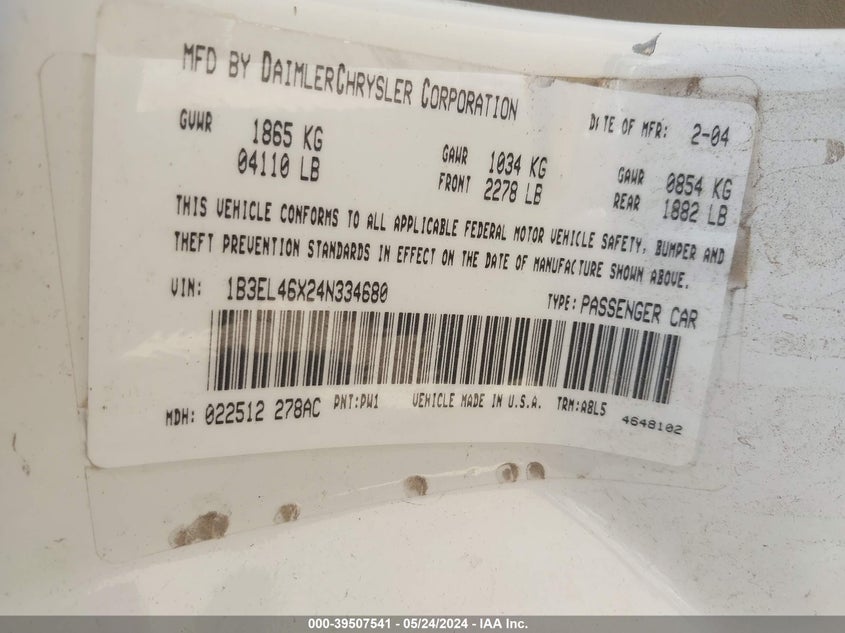 MFD BY DAIMLERCHRYSLER CORPORATION
DATE OF MFR: 2-04
GVWR 1865 KG
04110 LB
GAWR 1034 KG
FRONT 2278 LB
GAWR 0854 KG
REAR 1882 LB
THIS VEHICLE CONFORMS TO ALL APPLICABLE FEDERAL MOTOR VEHICLE SAFETY, BUMPER AND
THEFT PREVENTION STANDARDS IN EFFECT ON THE DATE OF MANUFACTURE SHOWN ABOVE.
VIN: 1B3EL46X24N334680
TYPE: PASSENGER CAR
MDH: 022512 278AC PNT:PW1 VEHICLE MADE IN U.S.A. TRM:ABL5
4648102
000-39507541 - 05/24/2024 - IAA Inc.